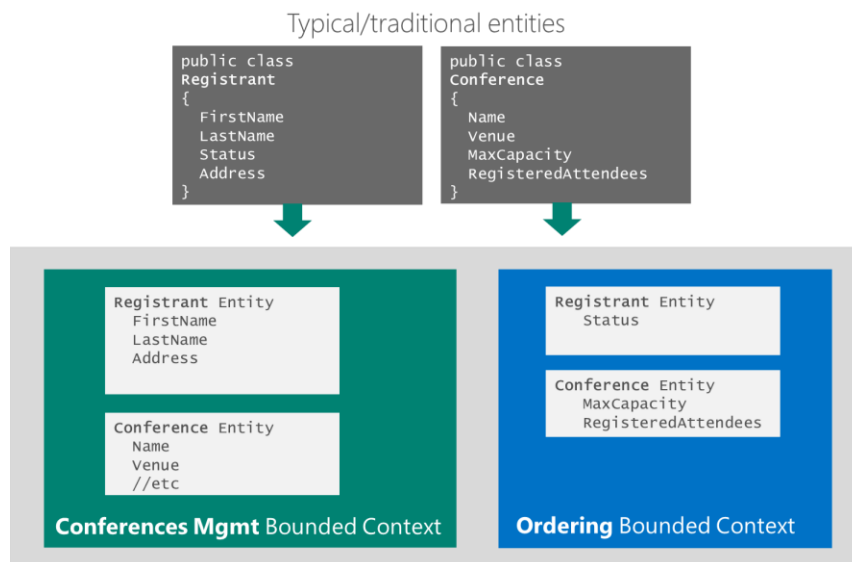 Typical/traditional entities
public class
Registrant
{
FirstName
LastName
Status
Address
}
public class
Conference
{
Name
Venue
MaxCapacity
RegisteredAttendees
}
Registrant Entity
FirstName
LastName
Address
Conference Entity
Name
Venue
//etc
Conferences Mgmt Bounded Context
Registrant Entity
Status
Conference Entity
MaxCapacity
RegisteredAttendees
Ordering Bounded Context